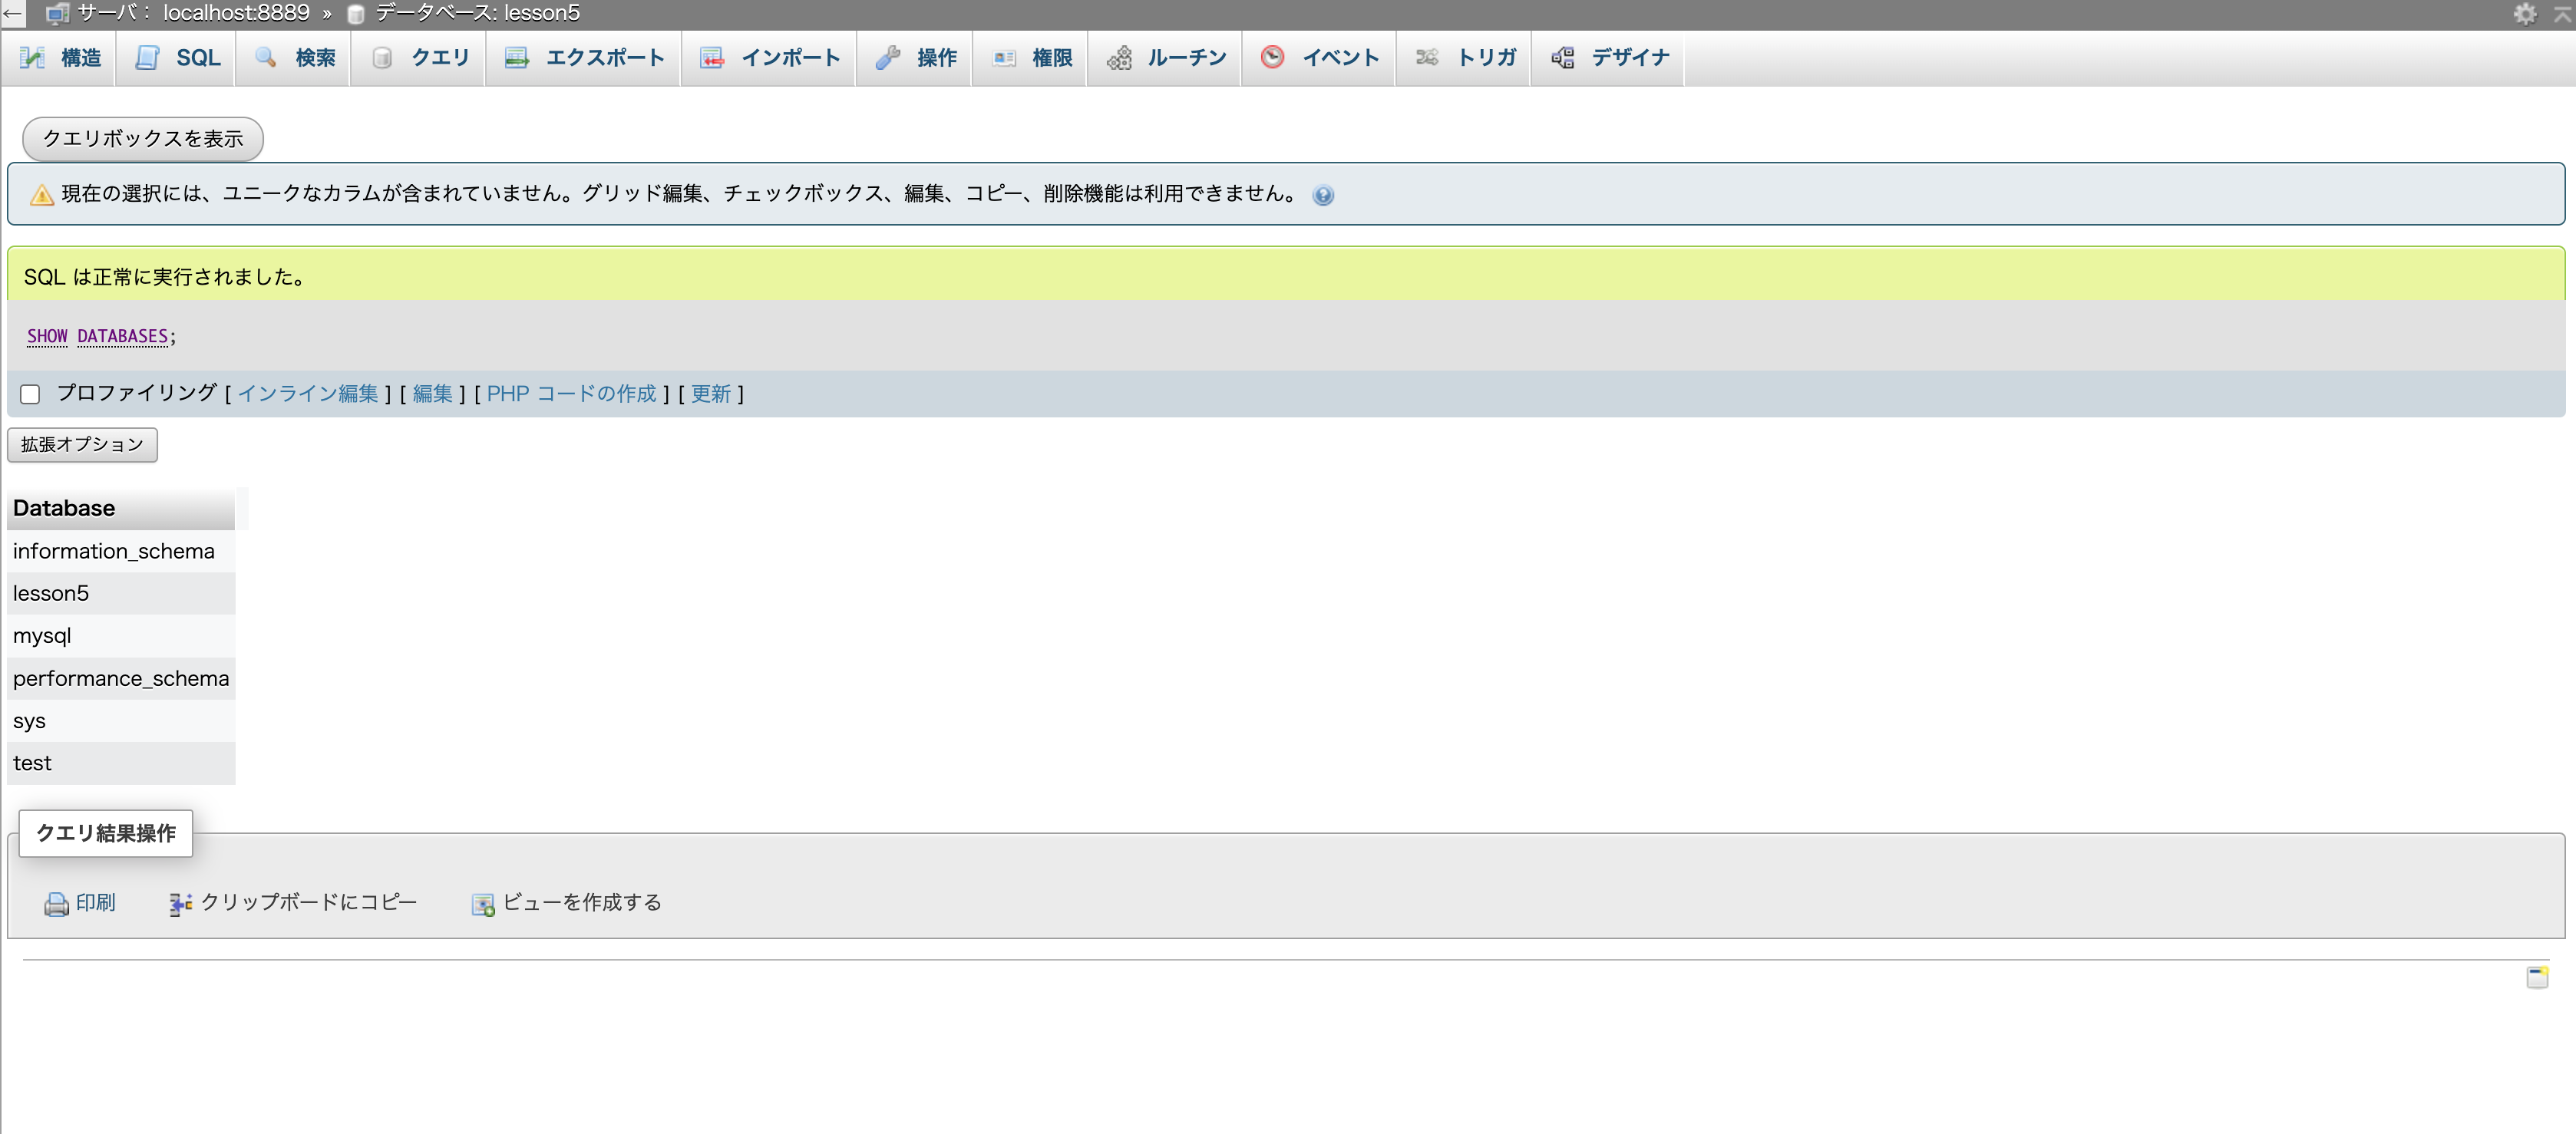 サーバ: localhost:8889 » データベース: lesson5
構造 SQL 検索 クエリ エクスポート インポート 操作 権限 ルーチン イベント トリガ デザイナ
クエリボックスを表示
現在の選択には、ユニークなカラムが含まれていません。グリッド編集、チェックボックス、編集、コピー、削除機能は利用できません。
SQL は正常に実行されました。
SHOW DATABASES;
プロファイリング [ インライン編集 ] [ 編集 ] [ PHP コードの作成 ] [ 更新 ]
拡張オプション
Database
information_schema
lesson5
mysql
performance_schema
sys
test
クエリ結果操作
印刷 クリップボードにコピー ビューを作成する